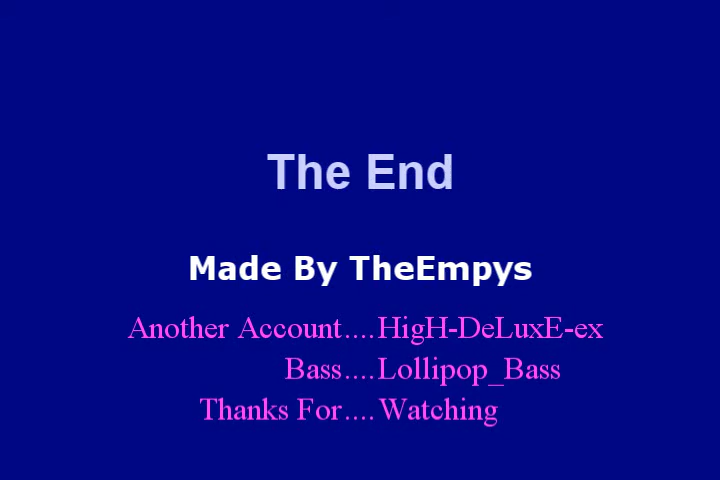 The End
Made By TheEmpys
Another Account....HigH-DeLuxE-ex
Bass....Lollipop_Bass
Thanks For....Watching